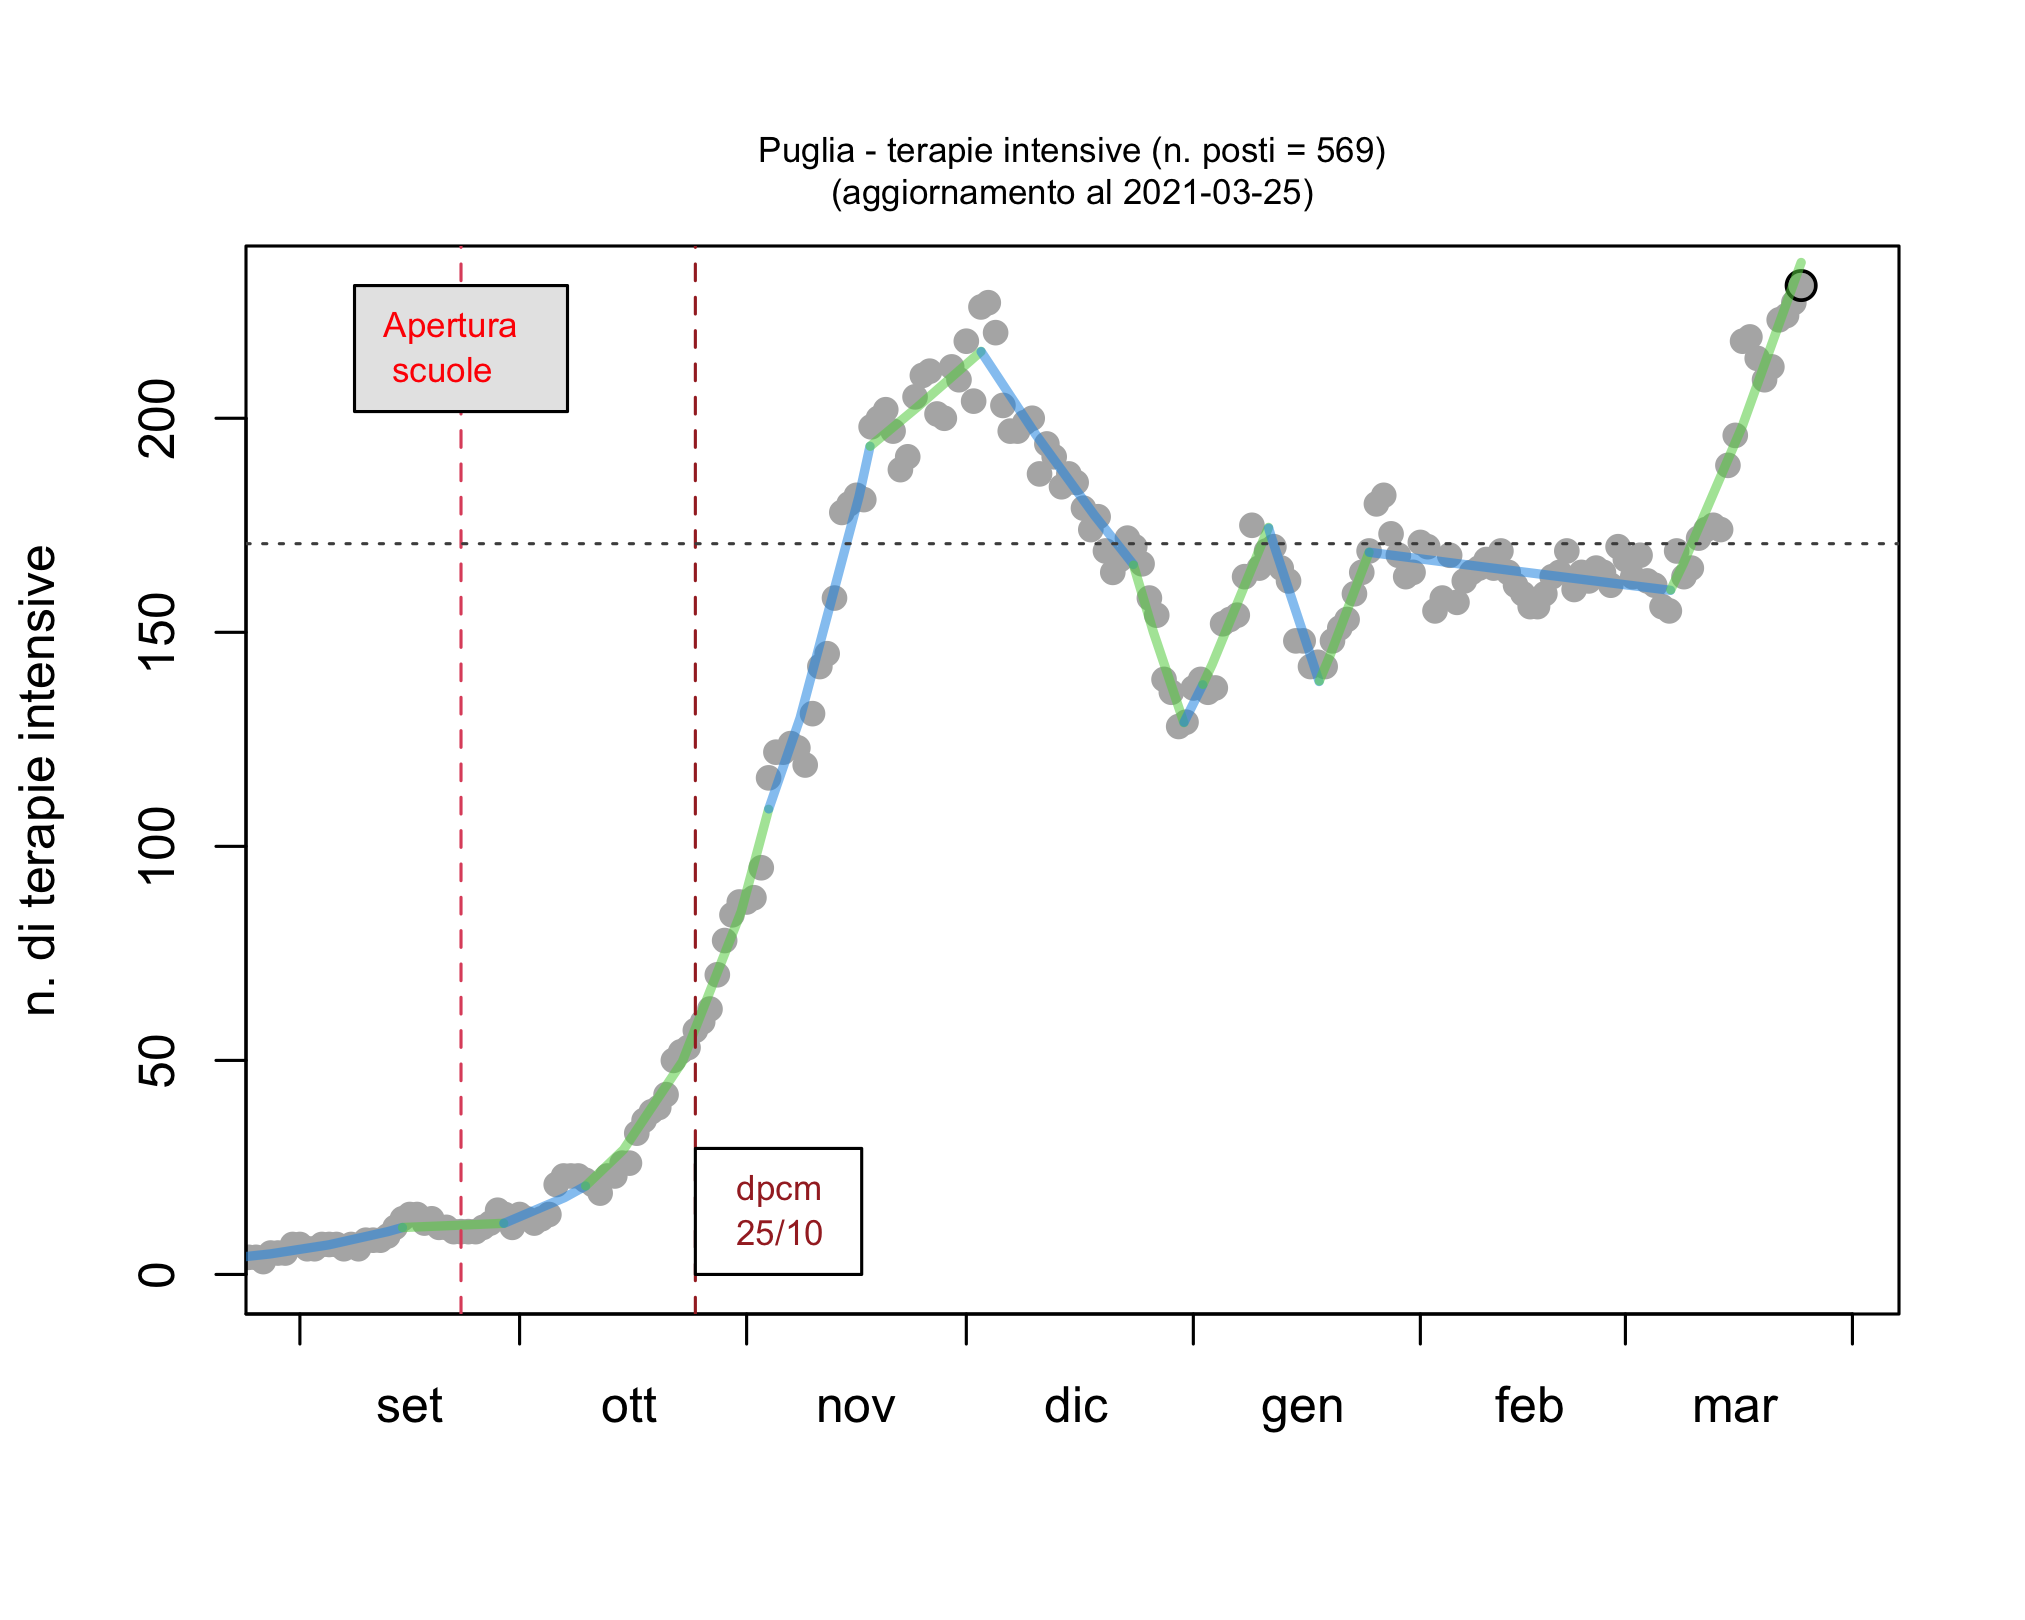 Puglia - terapie intensive (n. posti = 569)
(aggiornamento al 2021-03-25)
n. di terapie intensive
200
150
100
50
0
Apertura
scuole
dpcm
25/10
set
ott
nov
dic
gen
feb
mar